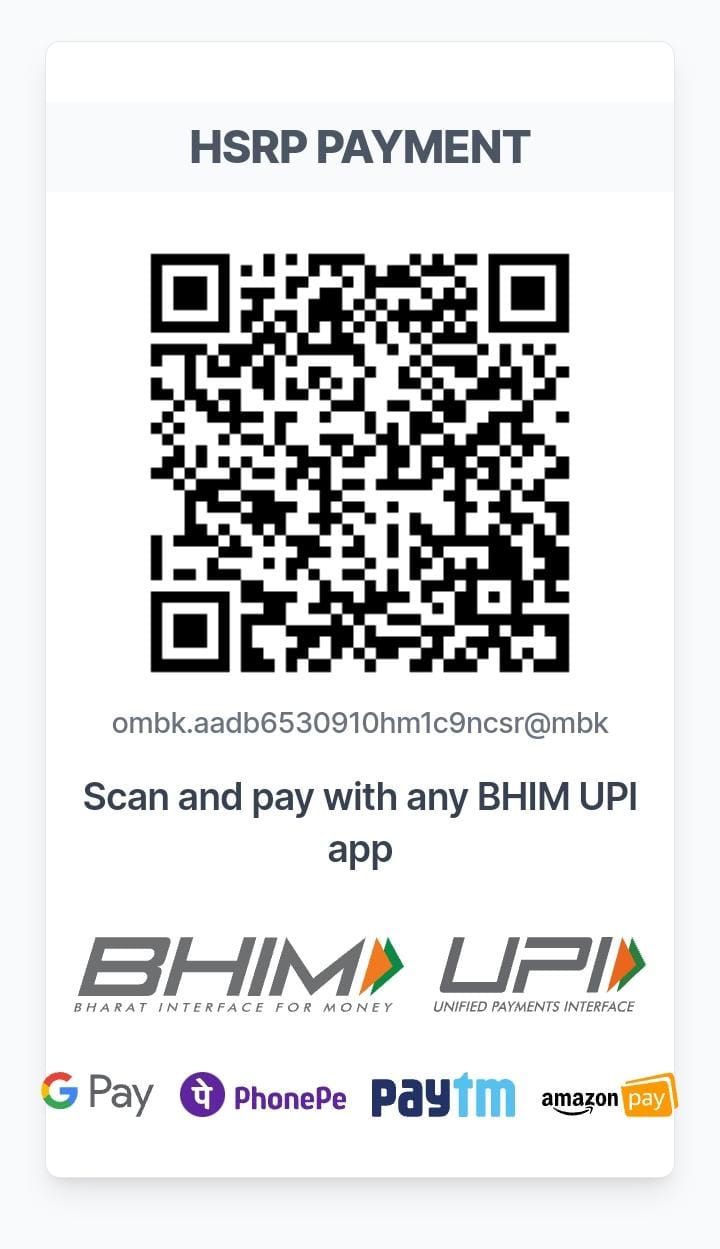 HSRP PAYMENT
ombk.aadb6530910hm1c9ncsr@mbk
Scan and pay with any BHIM UPI
app
BHIM UPI
BHARAT INTERFACE FOR MONEY UNIFIED PAYMENTS INTERFACE
G Pay पे PhonePe paytm amazon pay